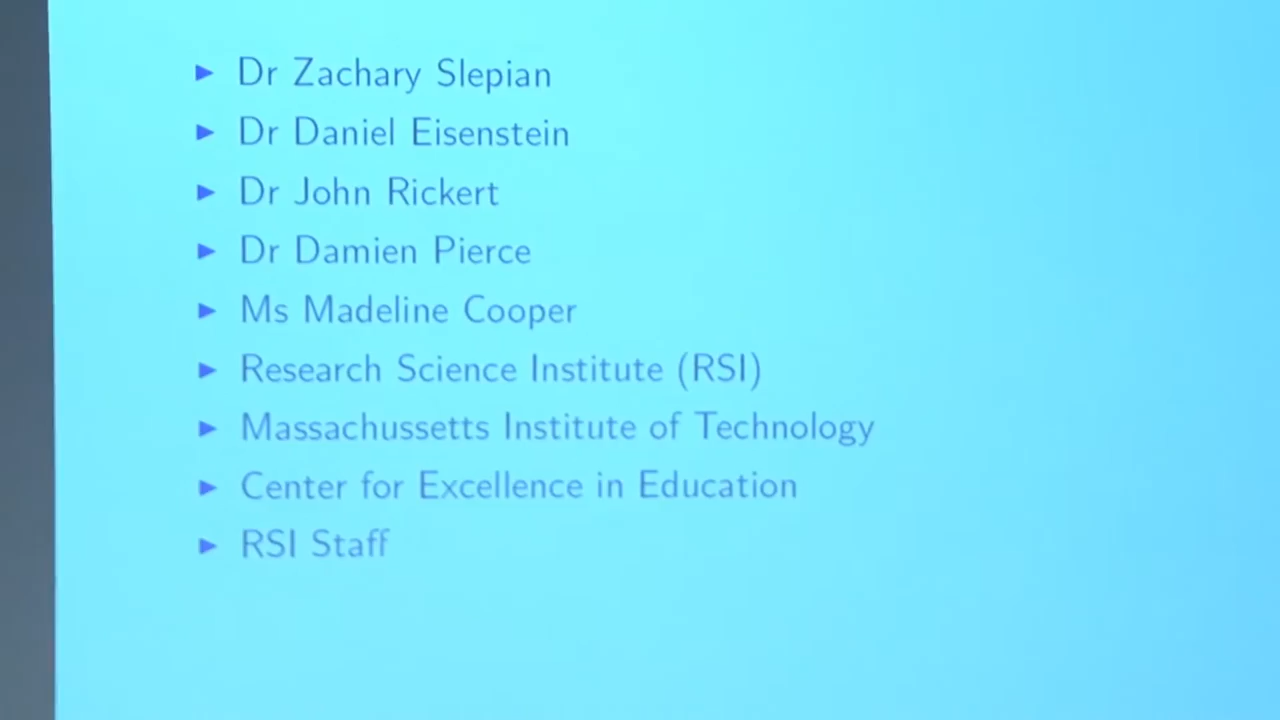 Dr Zachary Slepian
Dr Daniel Eisenstein
Dr John Rickert
Dr Damien Pierce
Ms Madeline Cooper
Research Science Institute (RSI)
Massachussetts Institute of Technology
Center for Excellence in Education
RSI Staff